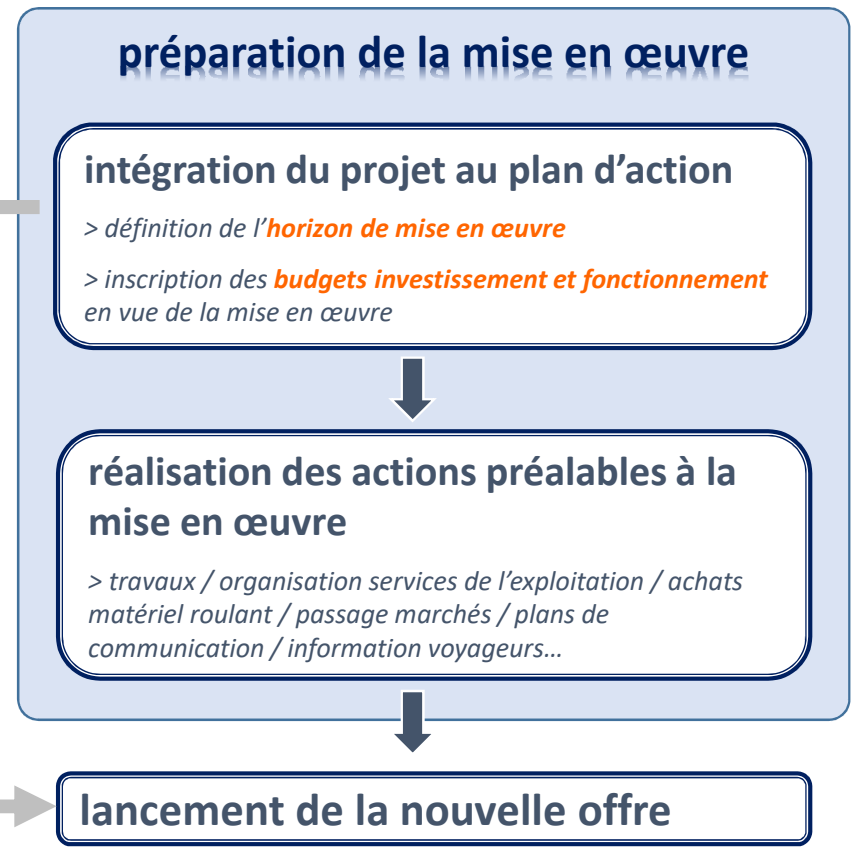 préparation de la mise en œuvre
intégration du projet au plan d’action
> définition de l’horizon de mise en œuvre
> inscription des budgets investissement et fonctionnement
en vue de la mise en œuvre
réalisation des actions préalables à la
mise en œuvre
> travaux / organisation services de l’exploitation / achats
matériel roulant / passage marchés / plans de
communication / information voyageurs…
lancement de la nouvelle offre